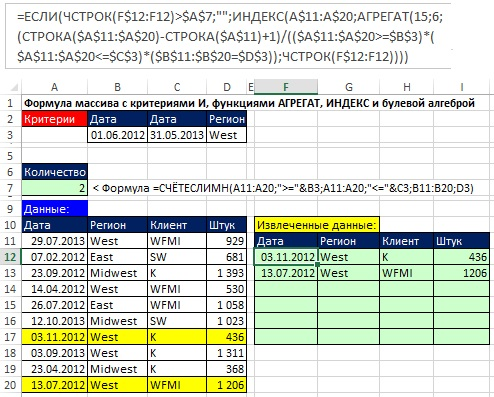 =ЕСЛИ(ЧСТРОК(F$12:F12)>$A$7;"";ИНДЕКС(A$11:A$20;АГРЕГАТ(15;6;
(СТРОКА($A$11:$A$20)-СТРОКА($A$11)+1)/(($A$11:$A$20>=$B$3)*(
$A$11:$A$20<=$C$3)*($B$11:$B$20=$D$3));ЧСТРОК(F$12:F12))))
A B C D E F G H I
1 Формула массива с критериями И, функциями АГРЕГАТ, ИНДЕКС и булевой алгеброй
2 Критерии Дата Дата Регион
3 01.06.2012 31.05.2013 West
5
6 Количество
7 2 < Формула =СЧЁТЕСЛИМН(A11:A20;">="&B3;A11:A20;"<="&C3;B11:B20;D3)
9 Данные:
10 Дата Регион Клиент Штук Извлеченные данные:
11 29.07.2013 West WFMI 929 Дата Регион Клиент Штук
12 07.02.2012 East SW 681 03.11.2012 West K 436
13 23.09.2012 Midwest K 1 393 13.07.2012 West WFMI 1206
14 14.04.2012 West WFMI 530
15 26.07.2012 East WFMI 1 058
16 12.10.2013 Midwest SW 1 023
17 03.11.2012 West K 436
18 03.09.2013 West K 1 311
19 23.04.2012 Midwest K 368
20 13.07.2012 West WFMI 1 206